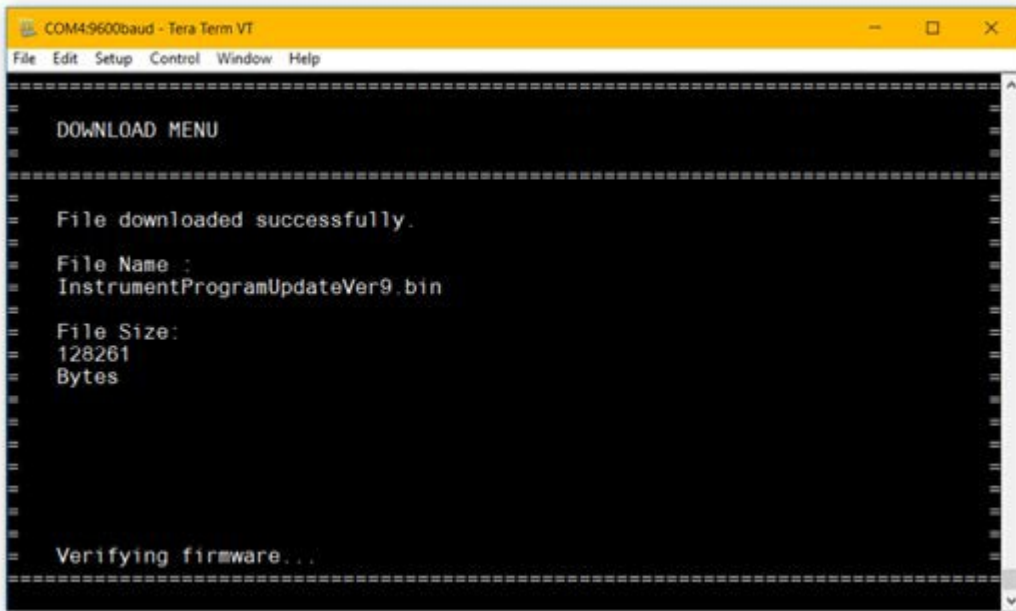 COM4:9600baud - Tera Term VT
File Edit Setup Control Window Help
================================================================================
=
=
= DOWNLOAD MENU =
=
=
================================================================================
=
=
= File downloaded successfully. =
=
=
= File Name : =
= InstrumentProgramUpdateVer9.bin =
=
=
= File Size: =
= 128261 =
= Bytes =
=
=
=
=
=
=
= Verifying firmware... =
================================================================================